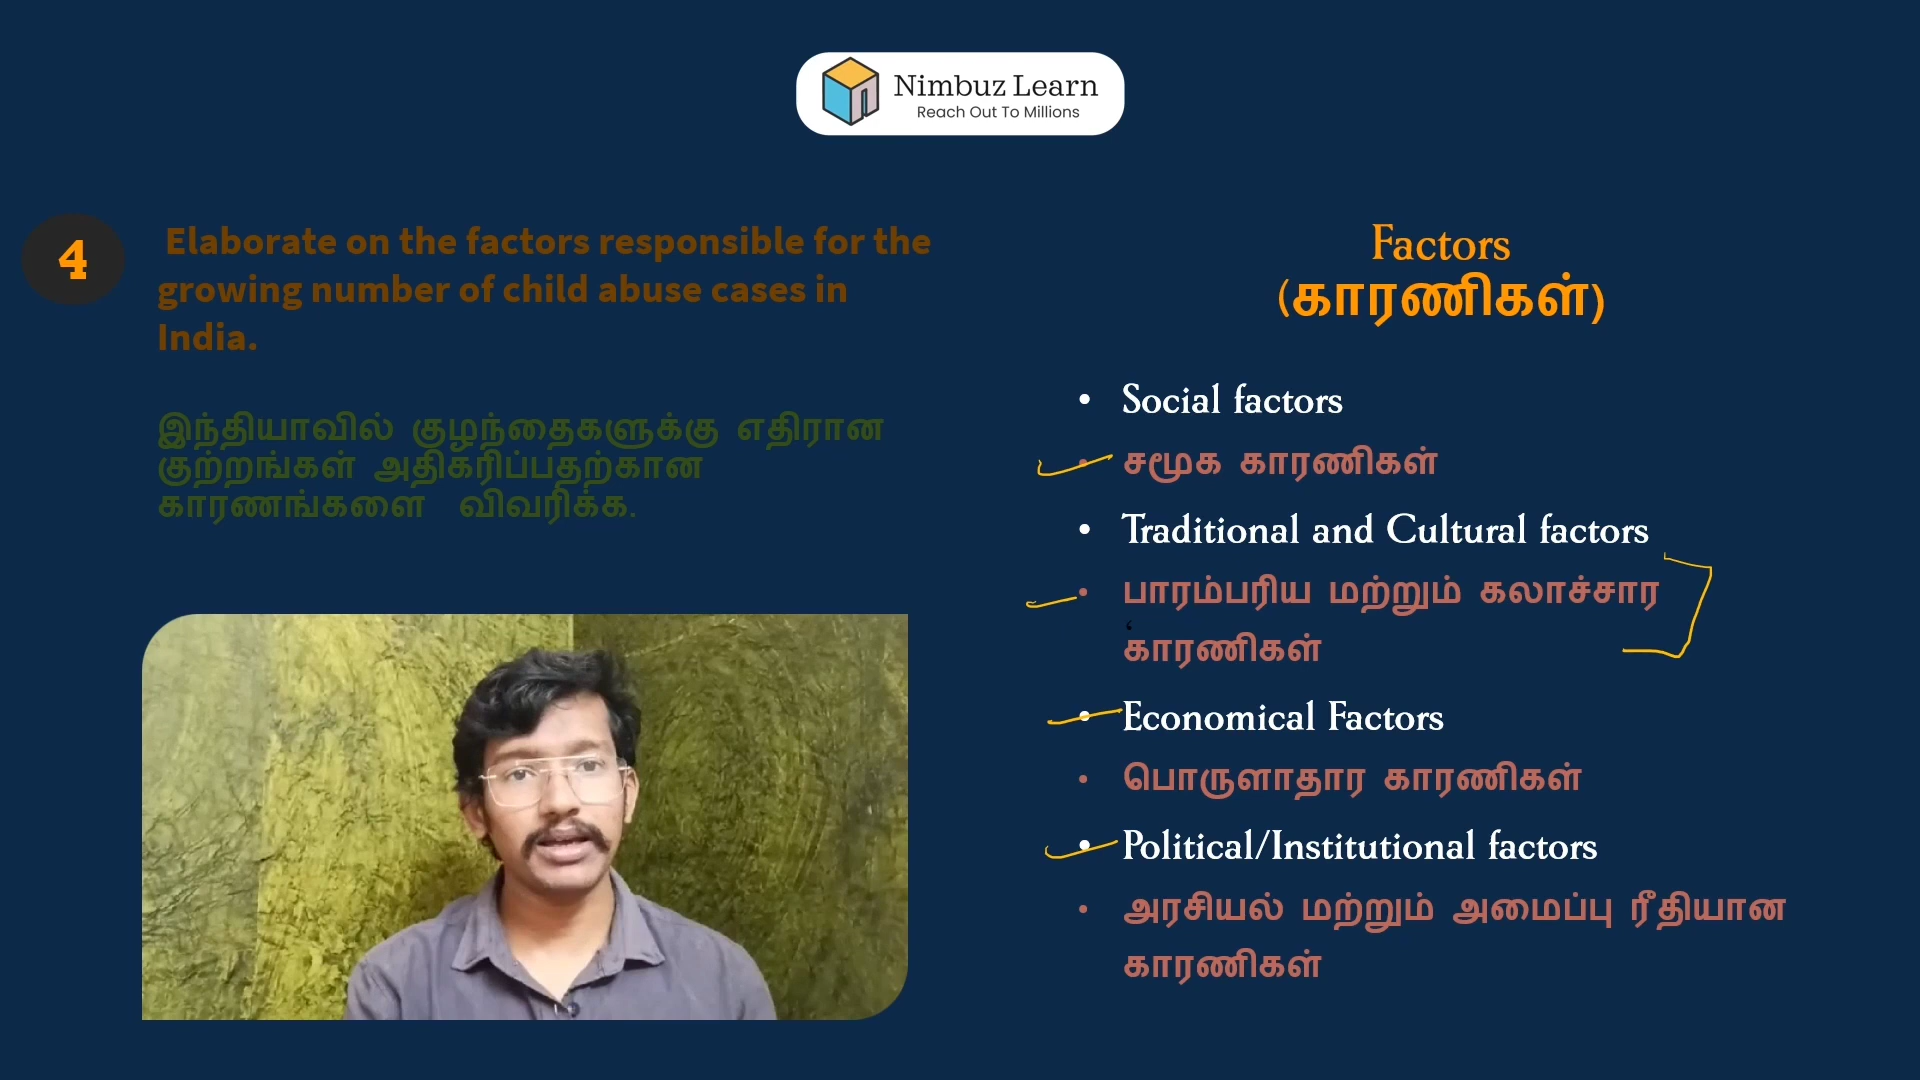 Nimbuz Learn
Reach Out To Millions
4
Elaborate on the factors responsible for the
growing number of child abuse cases in
India.
இந்தியாவில் குழந்தைகளுக்கு எதிரான
குற்றங்கள் அதிகரிப்பதற்கான
காரணங்களை விவரிக்க.
Factors
(காரணிகள்)
• Social factors
• சமூக காரணிகள்
• Traditional and Cultural factors
• பாரம்பரிய மற்றும் கலாச்சார
காரணிகள்
• Economical Factors
• பொருளாதார காரணிகள்
• Political/Institutional factors
• அரசியல் மற்றும் அமைப்பு ரீதியான
காரணிகள்